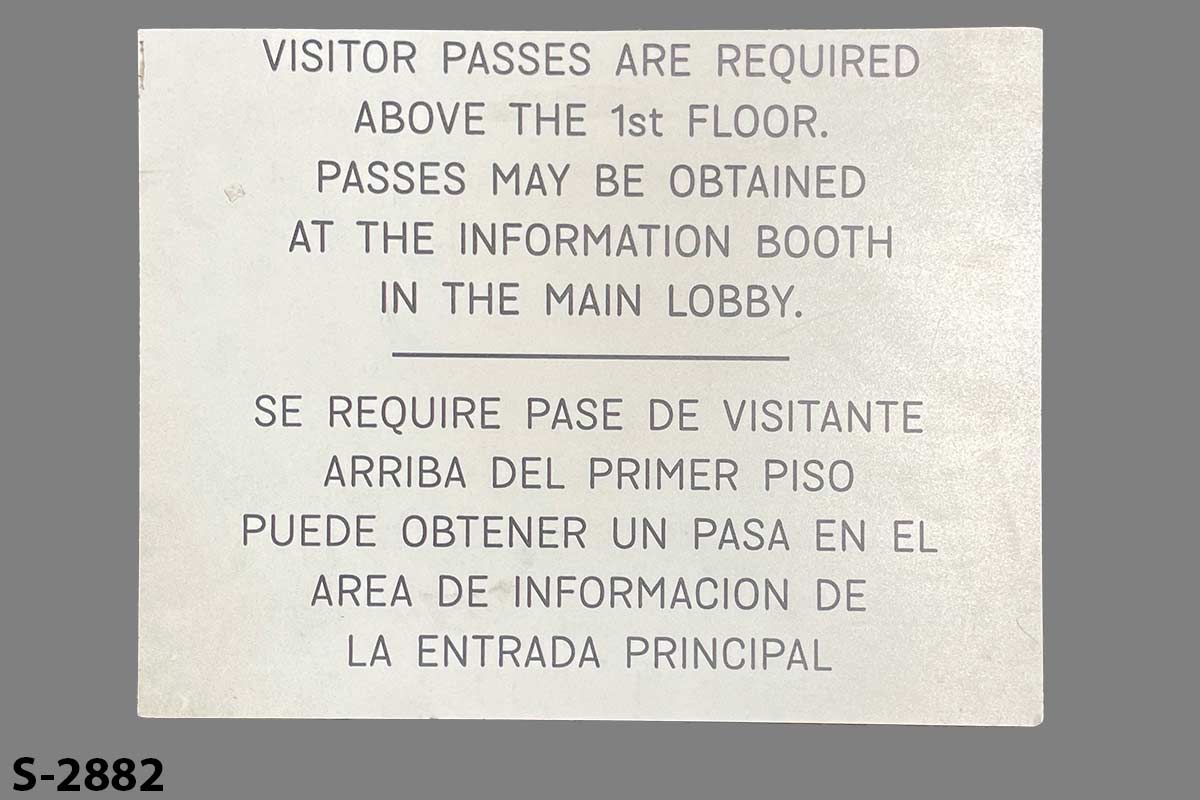 VISITOR PASSES ARE REQUIRED
ABOVE THE 1st FLOOR.
PASSES MAY BE OBTAINED
AT THE INFORMATION BOOTH
IN THE MAIN LOBBY.
SE REQUIRE PASE DE VISITANTE
ARRIBA DEL PRIMER PISO
PUEDE OBTENER UN PASA EN EL
AREA DE INFORMACION DE
LA ENTRADA PRINCIPAL
S-2882